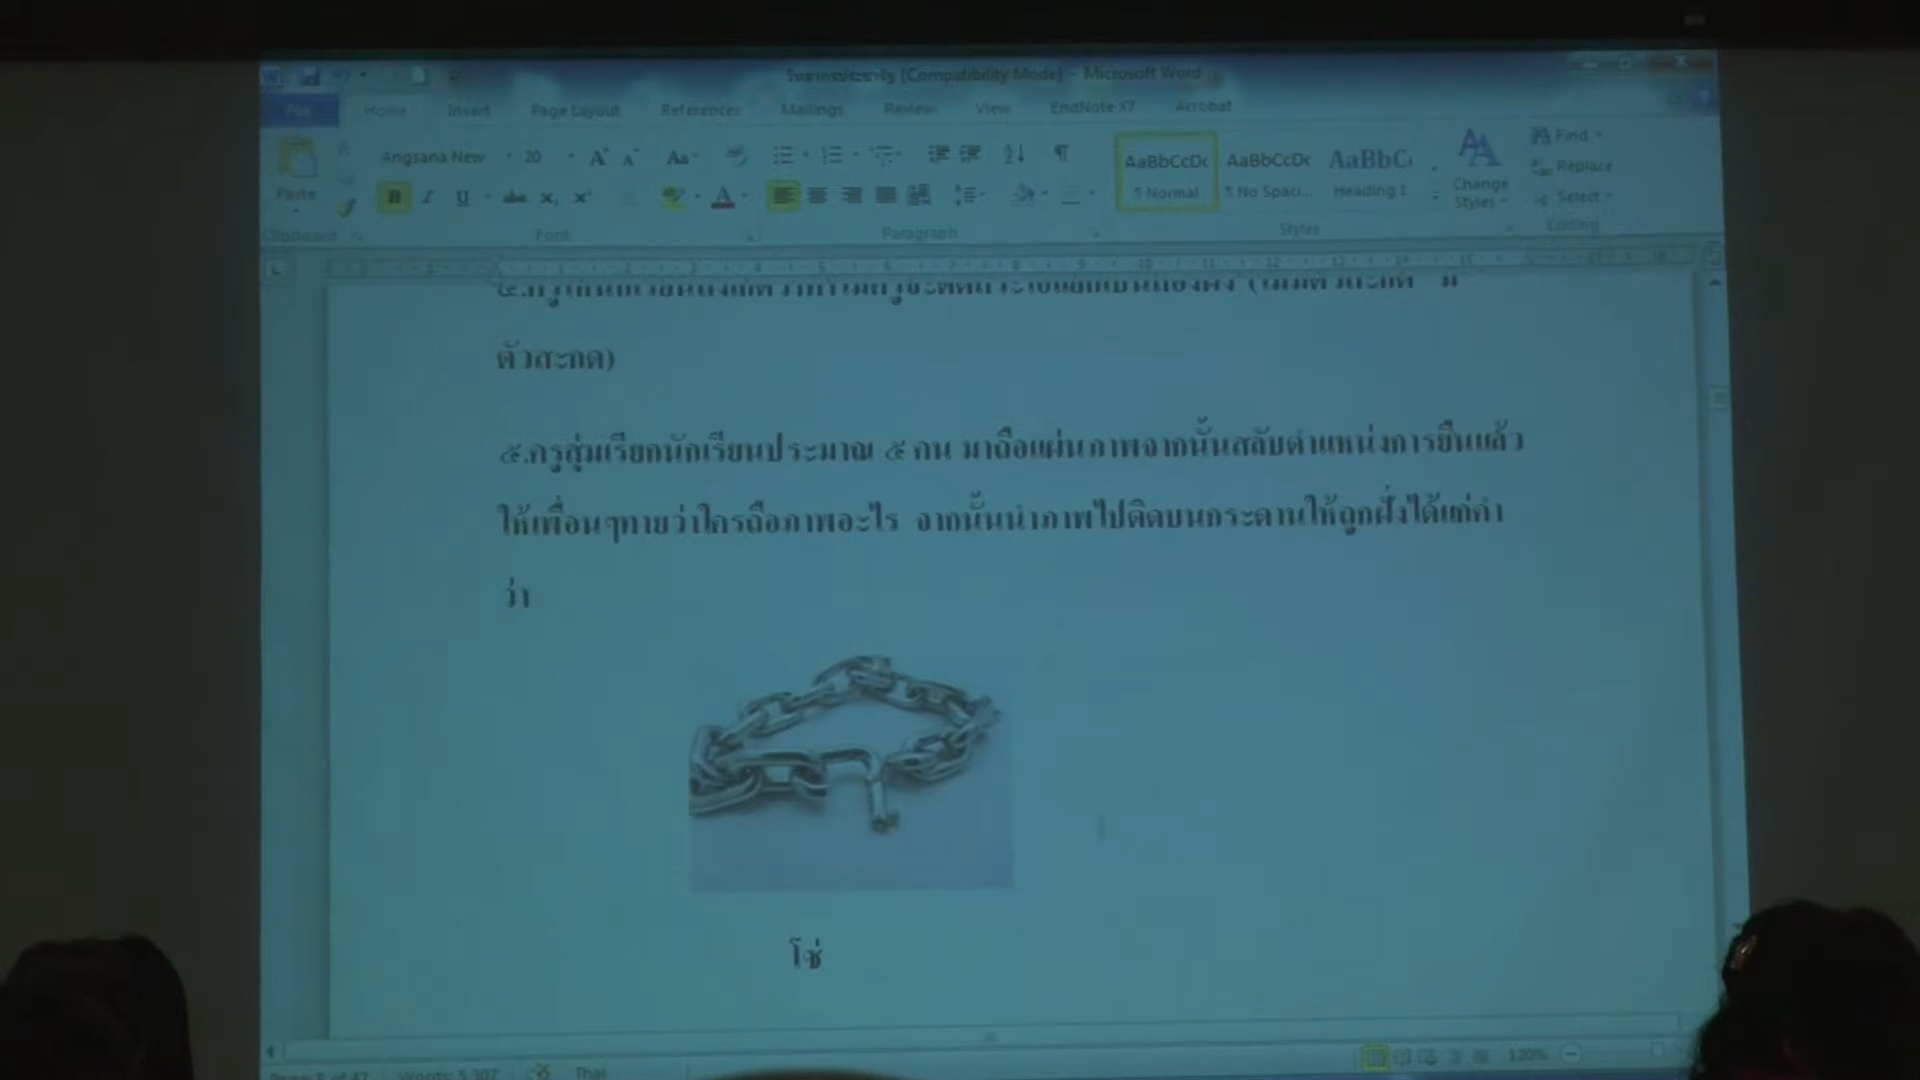 [Compatibility Mode] - Microsoft Word
File Home Insert Page Layout References Mailings Review View EndNote X7 Acrobat
Paste Angsana New 20 Aa AaBbCcDc AaBbCcDc AaBbC Change Styles Find
¶ Normal ¶ No Spaci... Heading 1 Replace
B I U abc Select
Clipboard Font Paragraph Styles Editing
ตัวสะกด)
๕.ครูสุ่มเรียกนักเรียนประมาณ ๕ คน มาถือแผ่นภาพจากนั้นสลับตำแหน่งการยืนแล้ว
ให้เพื่อนๆทายว่าใครถือภาพอะไร จากนั้นนำภาพไปติดบนกระดานให้ถูกฝั่งได้แก่คำ
ว่า
โซ่
Words: 5,307 Thai 120%